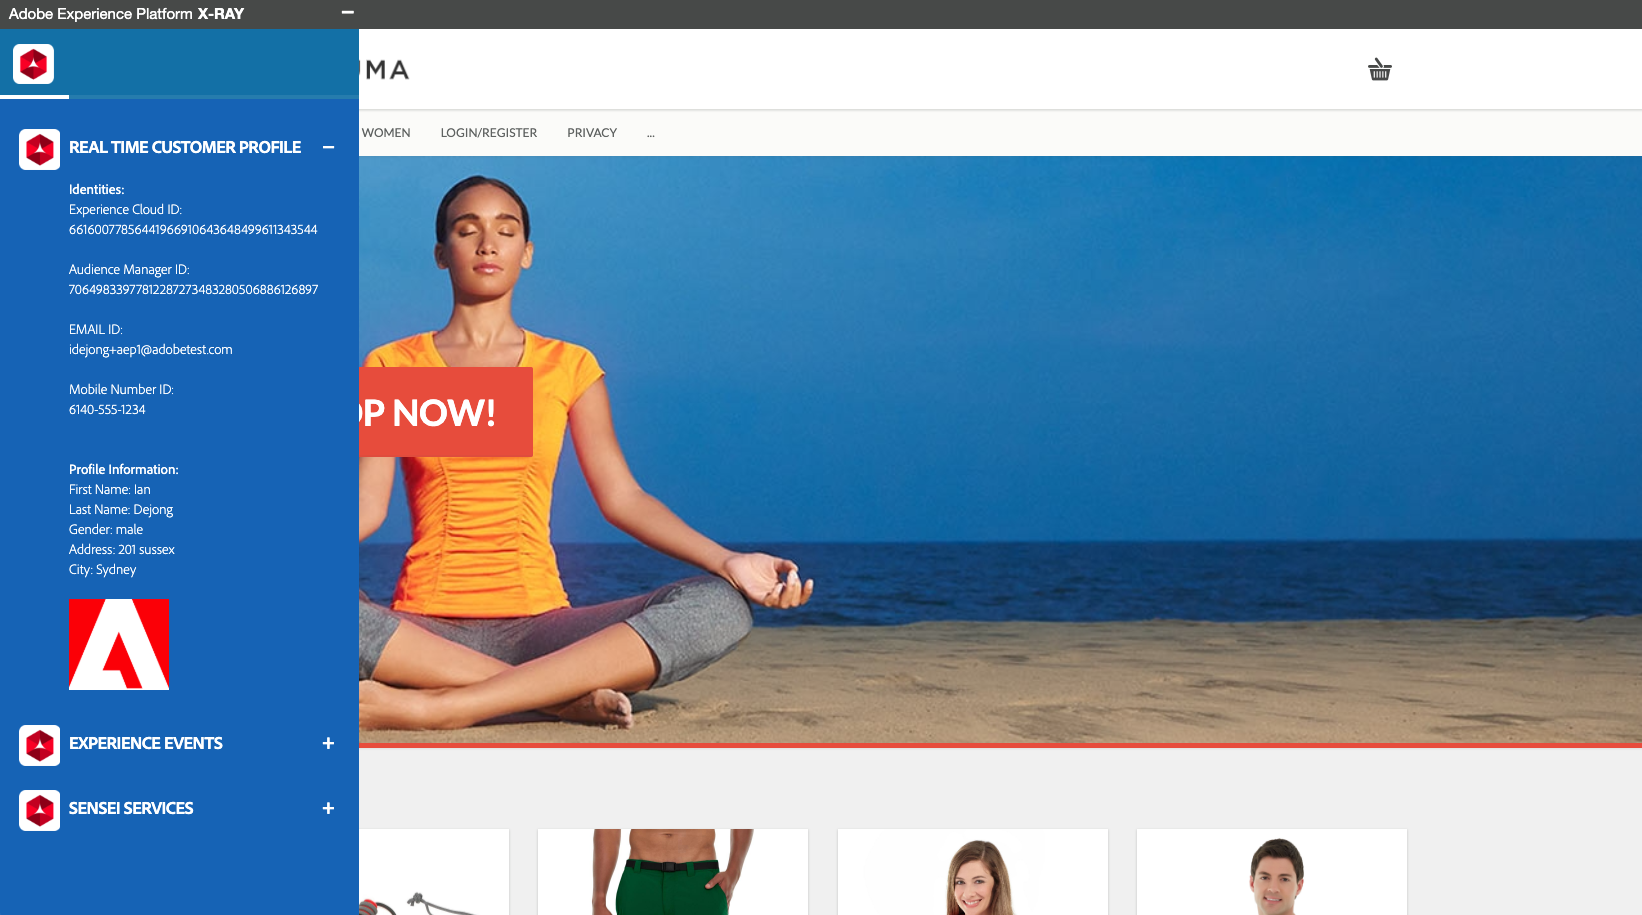 Adobe Experience Platform X-RAY
UMA
WOMEN LOGIN/REGISTER PRIVACY ...
REAL TIME CUSTOMER PROFILE
Identities:
Experience Cloud ID:
66160077856441966910643648499611343544
Audience Manager ID:
70649833977812287273483280506886126897
EMAIL ID:
idejong+aep1@adobetest.com
Mobile Number ID:
6140-555-1234
OP NOW!
Profile Information:
First Name: Ian
Last Name: Dejong
Gender: male
Address: 201 sussex
City: Sydney
EXPERIENCE EVENTS
SENSEI SERVICES